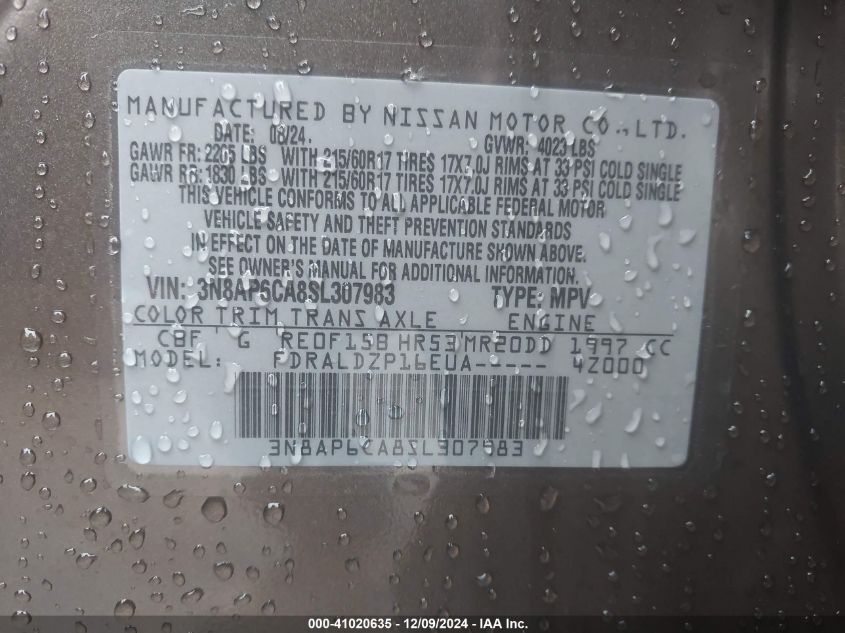 MANUFACTURED BY NISSAN MOTOR CO., LTD.
DATE: 08/24. GVWR: 4023 LBS
GAWR FR: 2205 LBS WITH 215/60R17 TIRES 17X7.0J RIMS AT 33 PSI COLD SINGLE
GAWR RR: 1830 LBS WITH 215/60R17 TIRES 17X7.0J RIMS AT 33 PSI COLD SINGLE
THIS VEHICLE CONFORMS TO ALL APPLICABLE FEDERAL MOTOR
VEHICLE SAFETY AND THEFT PREVENTION STANDARDS
IN EFFECT ON THE DATE OF MANUFACTURE SHOWN ABOVE.
SEE OWNER'S MANUAL FOR ADDITIONAL INFORMATION.
VIN: 3N8AP6CA8SL307983 TYPE: MPV
COLOR TRIM TRANS AXLE ENGINE
CBF G RE0F15B HR53 MR20DD 1997 CC
MODEL: FDRALDZP16EUA----- 4Z000
3N8AP6CA8SL307983
000-41020635 - 12/09/2024 - IAA Inc.